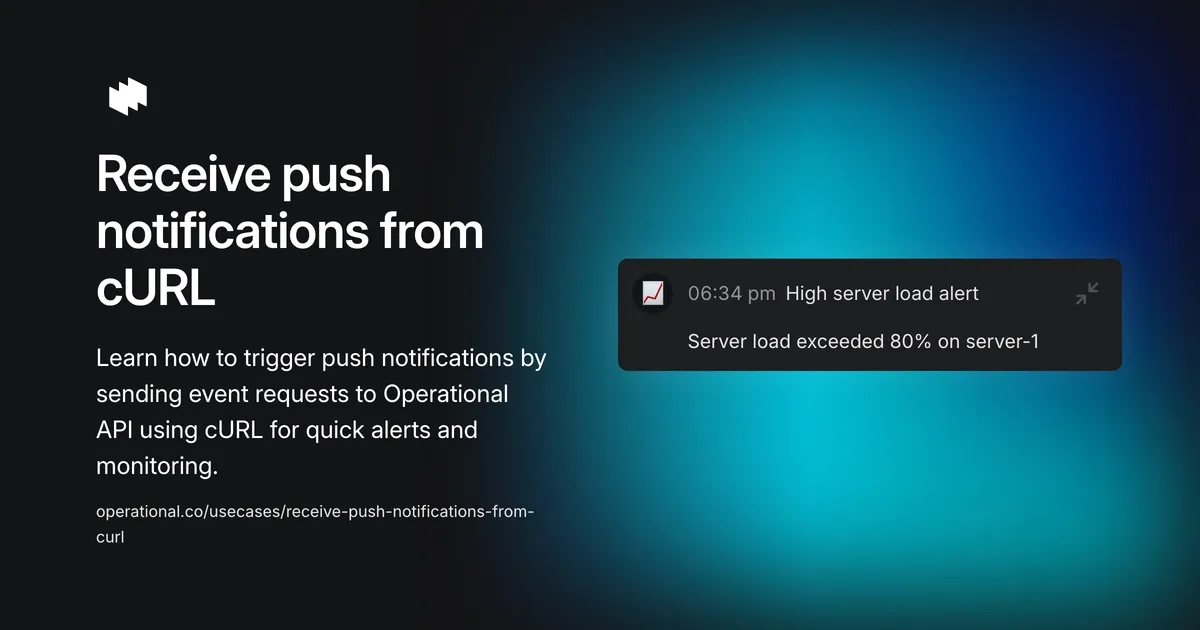 Receive push
notifications from
cURL
Learn how to trigger push notifications by
sending event requests to Operational
API using cURL for quick alerts and
monitoring.
operational.co/usecases/receive-push-notifications-from-
curl
06:34 pm High server load alert
Server load exceeded 80% on server-1